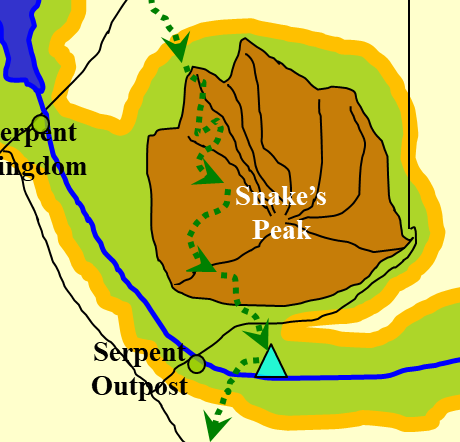 erpent
ingdom
Snake's
Peak
Serpent
Outpost